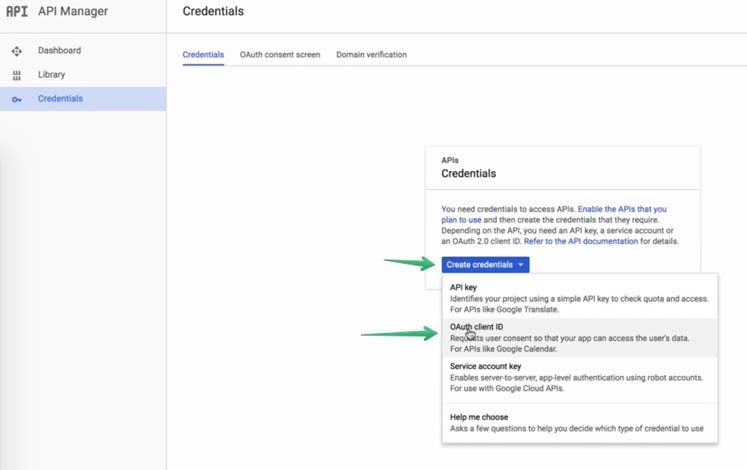 API API Manager
Credentials
Dashboard
Library
Credentials
Credentials OAuth consent screen Domain verification
APIs
Credentials
You need credentials to access APIs. Enable the APIs that you
plan to use and then create the credentials that they require.
Depending on the API, you need an API key, a service account or
an OAuth 2.0 client ID. Refer to the API documentation for details.
Create credentials
API key
Identifies your project using a simple API key to check quota and access.
For APIs like Google Translate.
OAuth client ID
Requests user consent so that your app can access the user's data.
For APIs like Google Calendar.
Service account key
Enables server-to-server, app-level authentication using robot accounts.
For use with Google Cloud APIs.
Help me choose
Asks a few questions to help you decide which type of credential to use